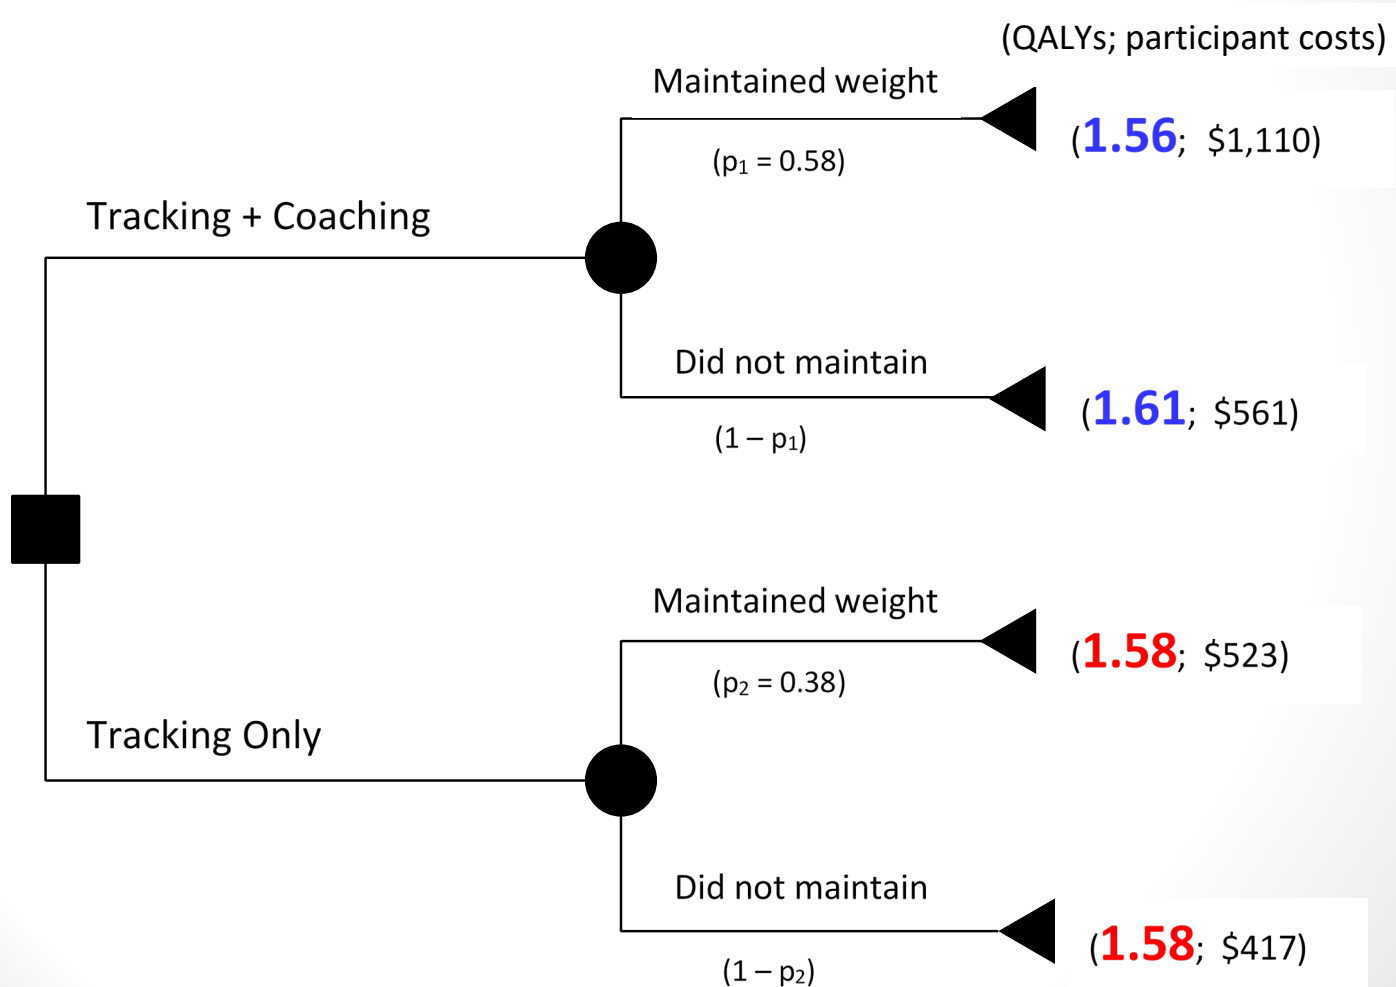 (QALYs; participant costs)
Maintained weight
(1.56; $1,110)
(p₁ = 0.58)
Tracking + Coaching
Did not maintain
(1.61; $561)
(1 – p₁)
Maintained weight
(1.58; $523)
(p₂ = 0.38)
Tracking Only
Did not maintain
(1.58; $417)
(1 – p₂)